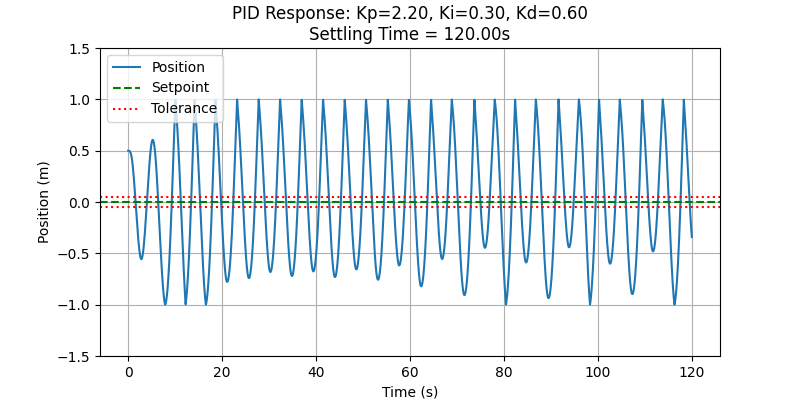 PID Response: Kp=2.20, Ki=0.30, Kd=0.60
Settling Time = 120.00s
Position
Setpoint
Tolerance
1.5
1.0
0.5
0.0
−0.5
−1.0
−1.5
Position (m)
0
20
40
60
80
100
120
Time (s)